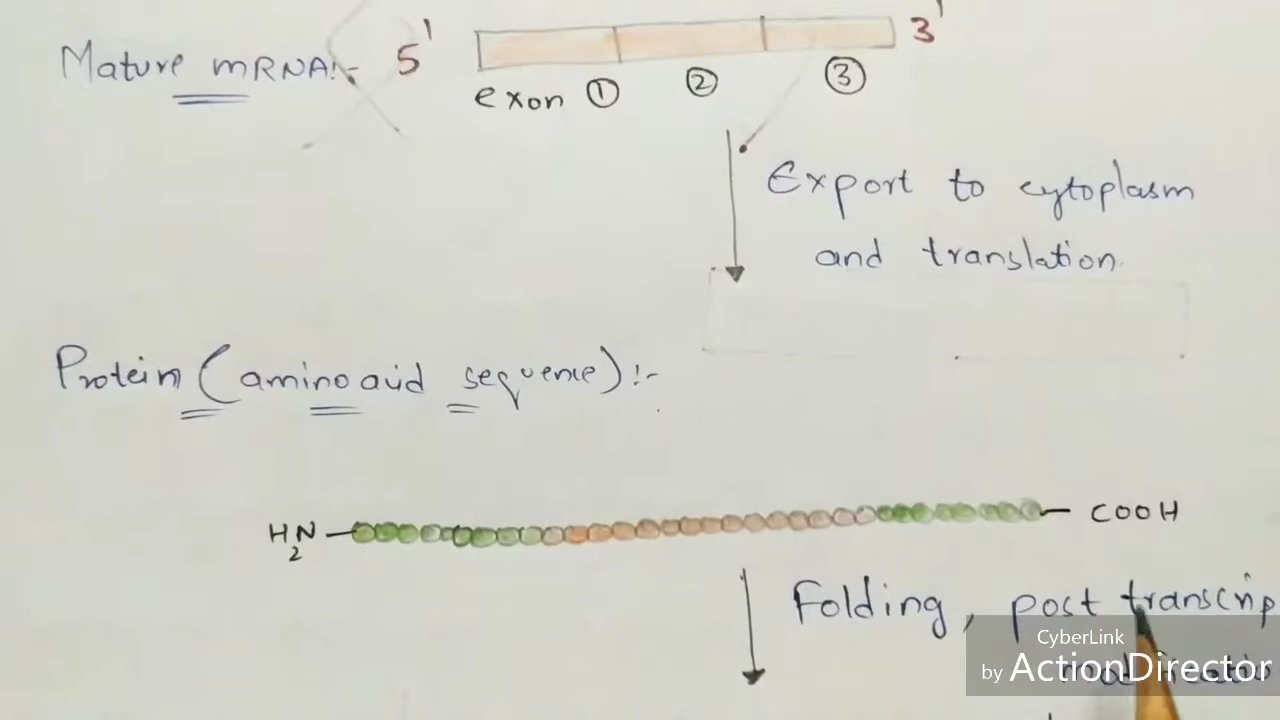 Mature mRNA:- 5' 3'
exon ① ② ③
Export to cytoplasm
and translation.
Protein (amino acid sequence):-
H2N COOH
Folding, post transcrip
CyberLink
by ActionDirector